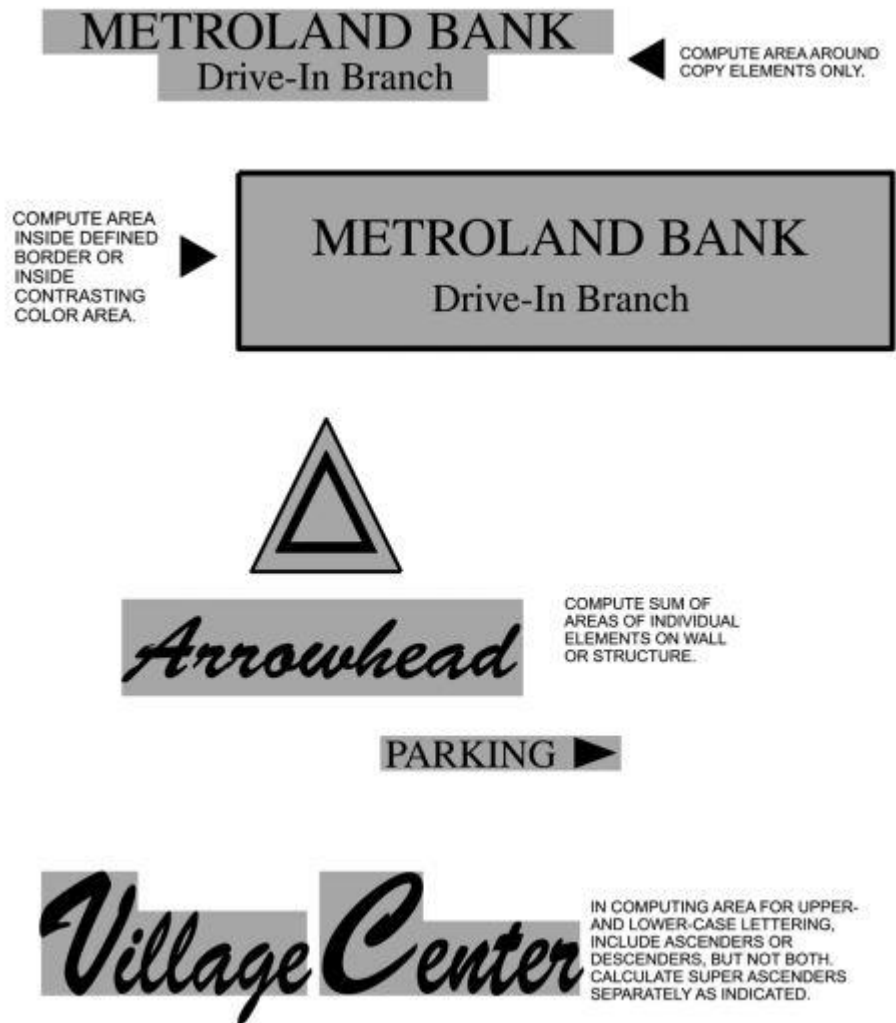 METROLAND BANK
Drive-In Branch
COMPUTE AREA AROUND
COPY ELEMENTS ONLY.
COMPUTE AREA
INSIDE DEFINED
BORDER OR
INSIDE
CONTRASTING
COLOR AREA.
METROLAND BANK
Drive-In Branch
Arrowhead
COMPUTE SUM OF
AREAS OF INDIVIDUAL
ELEMENTS ON WALL
OR STRUCTURE.
PARKING
Village Center
IN COMPUTING AREA FOR UPPER-
AND LOWER-CASE LETTERING,
INCLUDE ASCENDERS OR
DESCENDERS, BUT NOT BOTH.
CALCULATE SUPER ASCENDERS
SEPARATELY AS INDICATED.